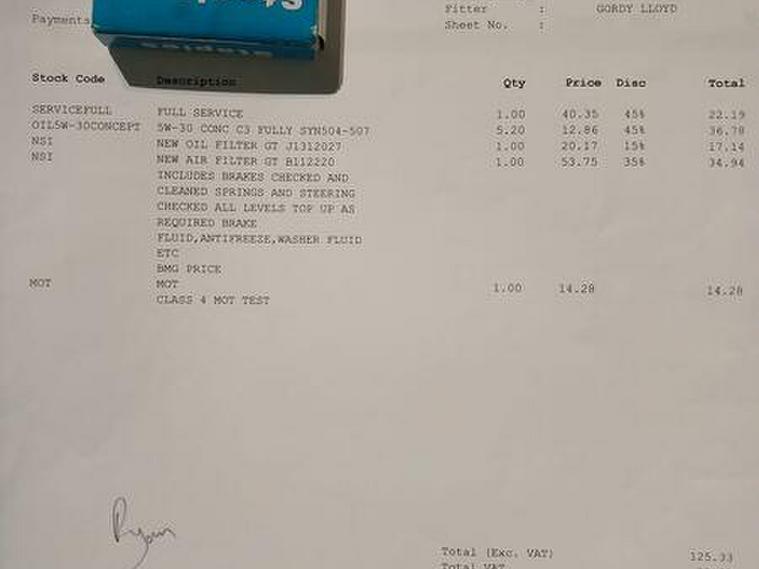 Fitter : GORDY LLOYD
Payments
Sheet No. :
Staples
Stock Code Description Qty Price Disc Total
SERVICEFULL FULL SERVICE 1.00 40.35 45% 22.19
OIL5W-30CONCEPT 5W-30 CONC C3 FULLY SYN504-507 5.20 12.86 45% 36.78
NSI NEW OIL FILTER GT J1312027 1.00 20.17 15% 17.14
NSI NEW AIR FILTER GT B112220 1.00 53.75 35% 34.94
INCLUDES BRAKES CHECKED AND
CLEANED SPRINGS AND STEERING
CHECKED ALL LEVELS TOP UP AS
REQUIRED BRAKE
FLUID,ANTIFREEZE,WASHER FLUID
ETC
BMG PRICE
MOT MOT 1.00 14.28 14.28
CLASS 4 MOT TEST
Ryan
Total (Exc. VAT) 125.33
Total VAT